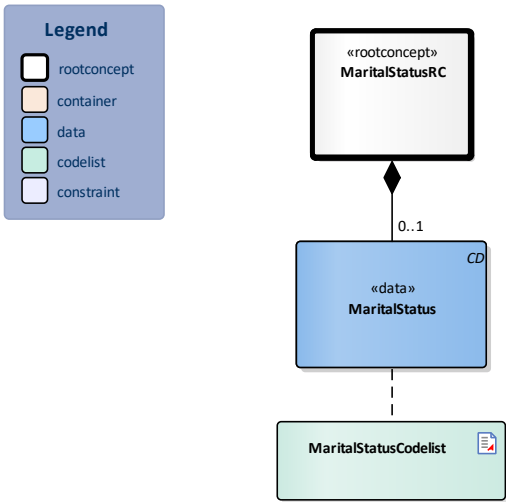 Legend
rootconcept
container
data
codelist
constraint
«rootconcept»
MaritalStatusRC
0..1
CD
«data»
MaritalStatus
MaritalStatusCodelist